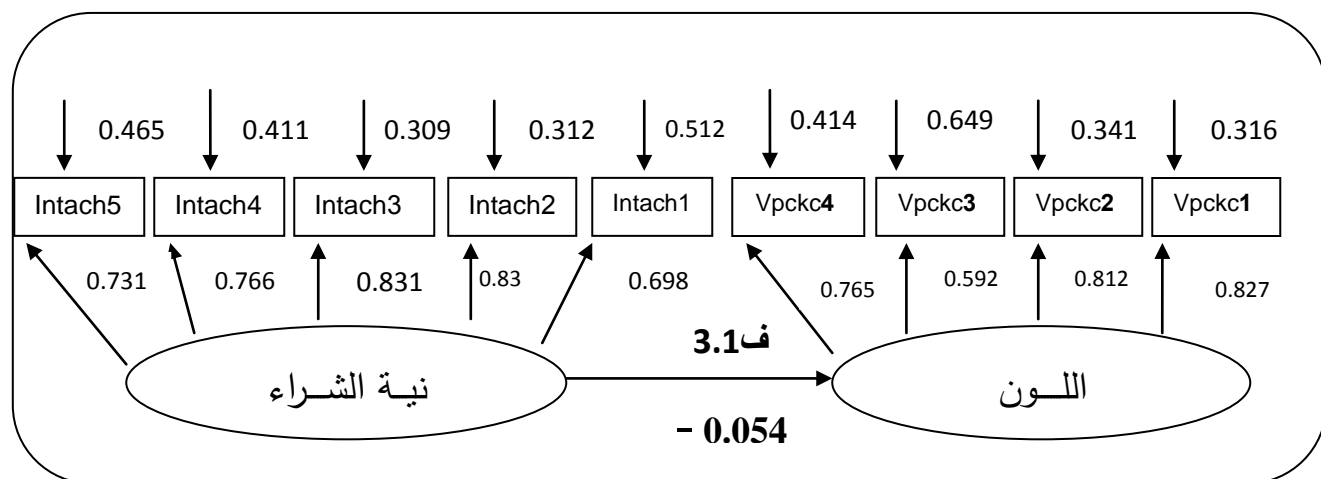 0.465 0.411 0.309 0.312 0.512 0.414 0.649 0.341 0.316
Intach5 Intach4 Intach3 Intach2 Intach1 Vpckc4 Vpckc3 Vpckc2 Vpckc1
0.731 0.766 0.831 0.83 0.698 0.765 0.592 0.812 0.827
ف3.1
نيــة الشــراء اللــون
- 0.054